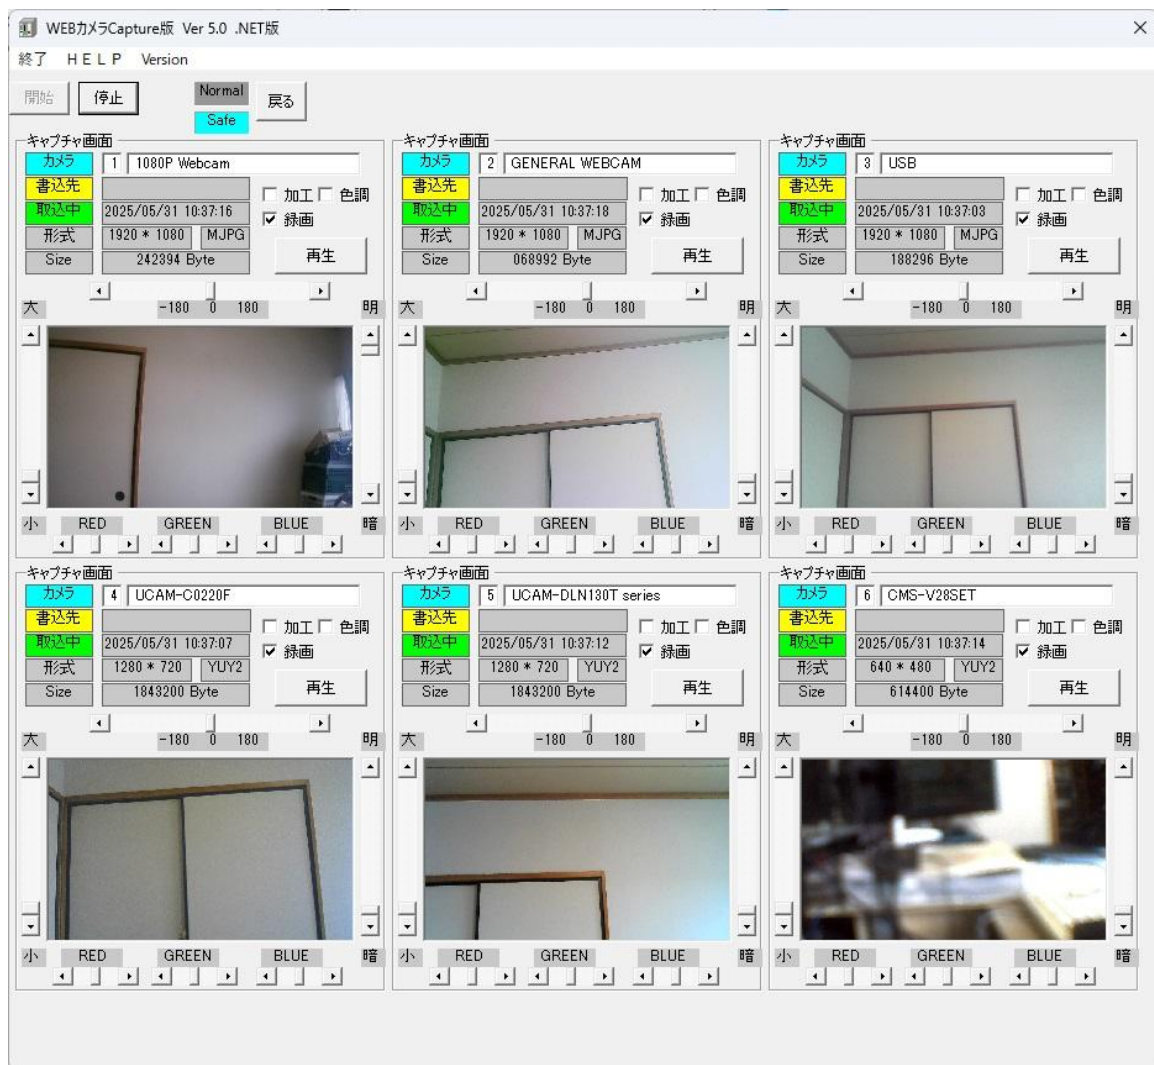 WEBカメラCapture版 Ver 5.0 .NET版
終了 ＨＥＬＰ Version
開始 停止 Normal 戻る
Safe
キャプチャ画面
カメラ 1 1080P Webcam
書込先
加工 色調
取込中 2025/05/31 10:37:16 録画
形式 1920 * 1080 MJPG
Size 242394 Byte 再生
大 -180 0 180 明
小 RED GREEN BLUE 暗
キャプチャ画面
カメラ 2 GENERAL WEBCAM
書込先
加工 色調
取込中 2025/05/31 10:37:18 録画
形式 1920 * 1080 MJPG
Size 068992 Byte 再生
大 -180 0 180 明
小 RED GREEN BLUE 暗
キャプチャ画面
カメラ 3 USB
書込先
加工 色調
取込中 2025/05/31 10:37:03 録画
形式 1920 * 1080 MJPG
Size 188296 Byte 再生
大 -180 0 180 明
小 RED GREEN BLUE 暗
キャプチャ画面
カメラ 4 UCAM-C0220F
書込先
加工 色調
取込中 2025/05/31 10:37:07 録画
形式 1280 * 720 YUY2
Size 1843200 Byte 再生
大 -180 0 180 明
小 RED GREEN BLUE 暗
キャプチャ画面
カメラ 5 UCAM-DLN130T series
書込先
加工 色調
取込中 2025/05/31 10:37:12 録画
形式 1280 * 720 YUY2
Size 1843200 Byte 再生
大 -180 0 180 明
小 RED GREEN BLUE 暗
キャプチャ画面
カメラ 6 CMS-V28SET
書込先
加工 色調
取込中 2025/05/31 10:37:14 録画
形式 640 * 480 YUY2
Size 614400 Byte 再生
大 -180 0 180 明
小 RED GREEN BLUE 暗